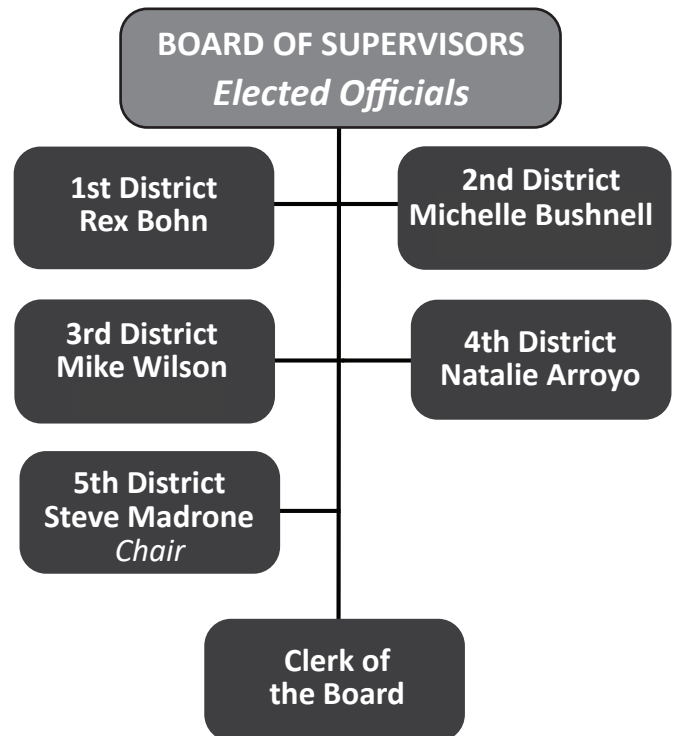 BOARD OF SUPERVISORS
Elected Officials
1st District
Rex Bohn
2nd District
Michelle Bushnell
3rd District
Mike Wilson
4th District
Natalie Arroyo
5th District
Steve Madrone
Chair
Clerk of
the Board